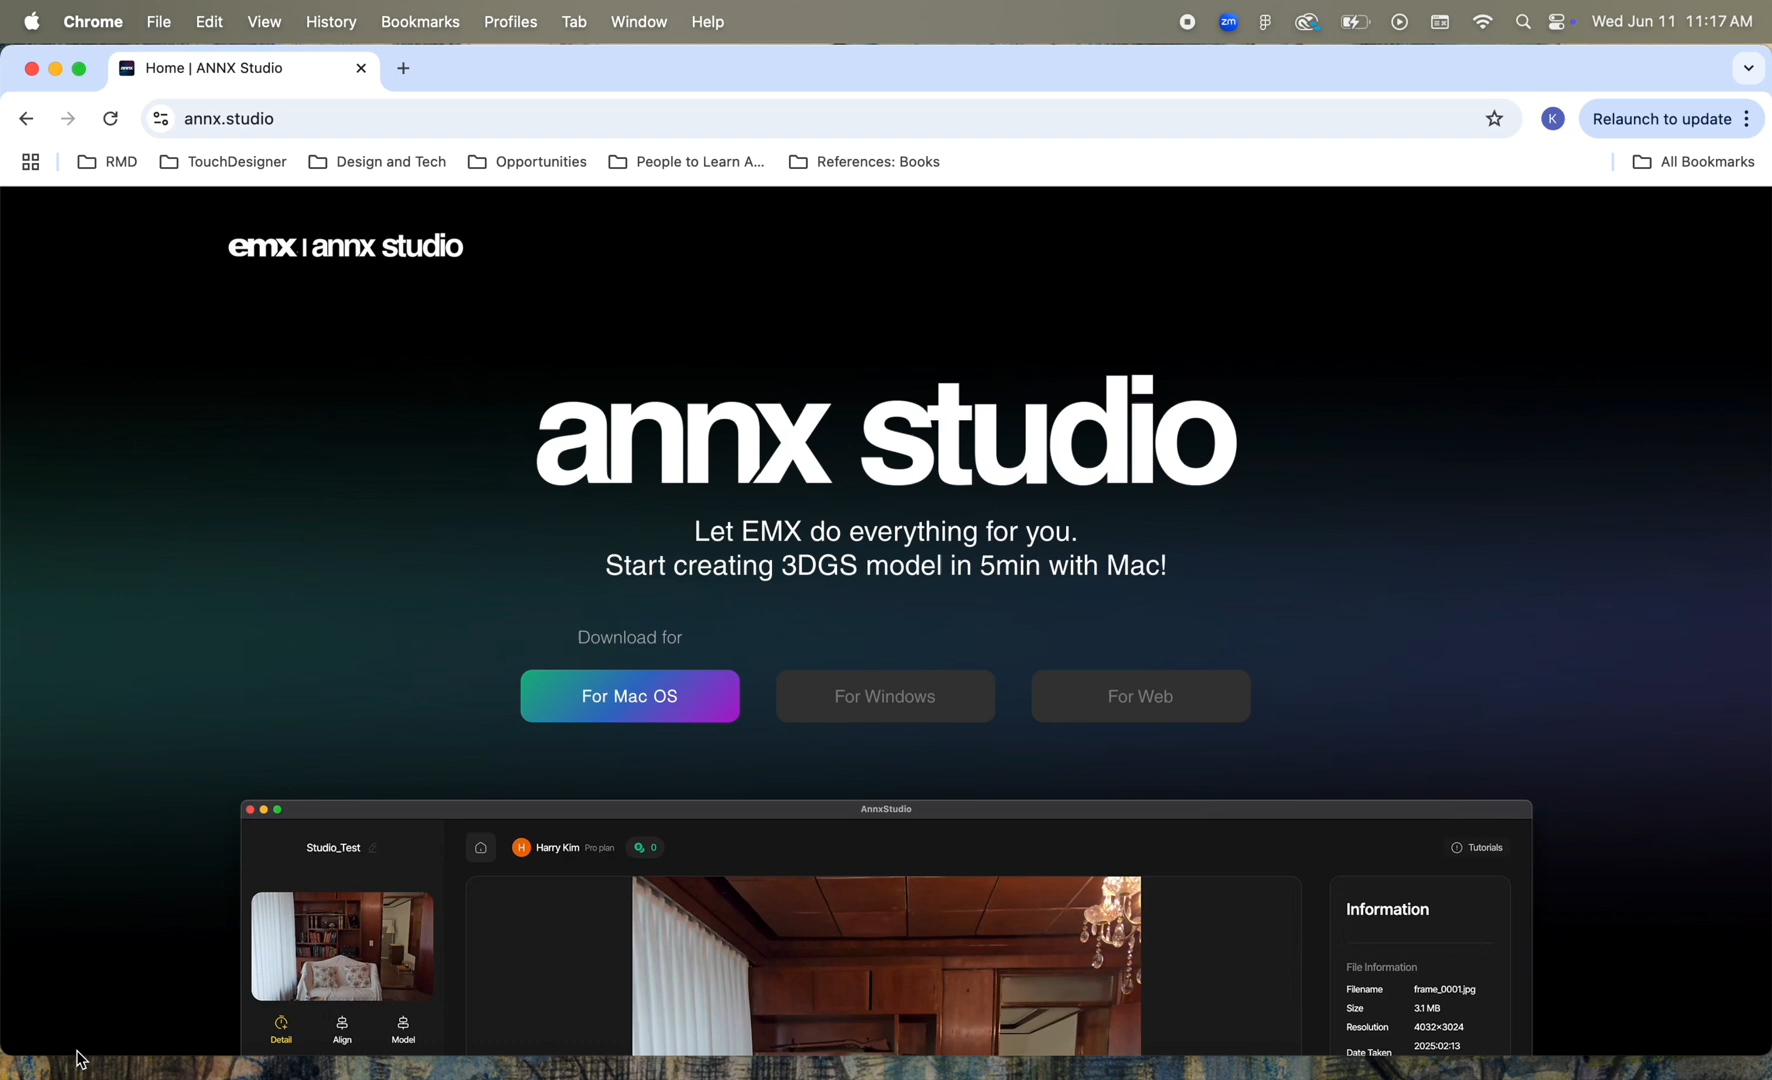 Chrome File Edit View History Bookmarks Profiles Tab Window Help zm Wed Jun 11 11:17 AM
Home | ANNX Studio
annx.studio K Relaunch to update
RMD TouchDesigner Design and Tech Opportunities People to Learn A... References: Books All Bookmarks
emx | annx studio
annx studio
Let EMX do everything for you.
Start creating 3DGS model in 5min with Mac!
Download for
For Mac OS For Windows For Web
AnnxStudio
Studio_Test H Harry Kim Pro plan 0 Tutorials
Information
File Information
Filename frame_0001.jpg
Size 3.1 MB
Resolution 4032×3024
Date Taken 2025:02:13
Detail Align Model